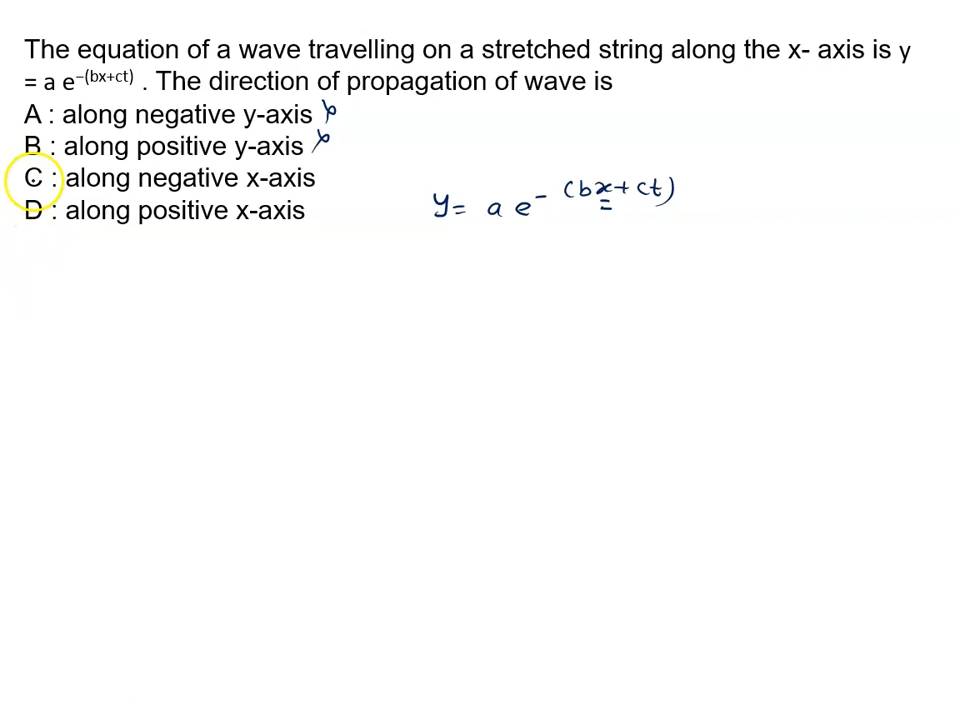 The equation of a wave travelling on a stretched string along the x- axis is y
= a e⁻⁽ᵇˣ⁺ᶜᵗ⁾ . The direction of propagation of wave is
A : along negative y-axis
B : along positive y-axis
C : along negative x-axis
D : along positive x-axis
y = a e⁻ ⁽ᵇˣ⁺ᶜᵗ⁾